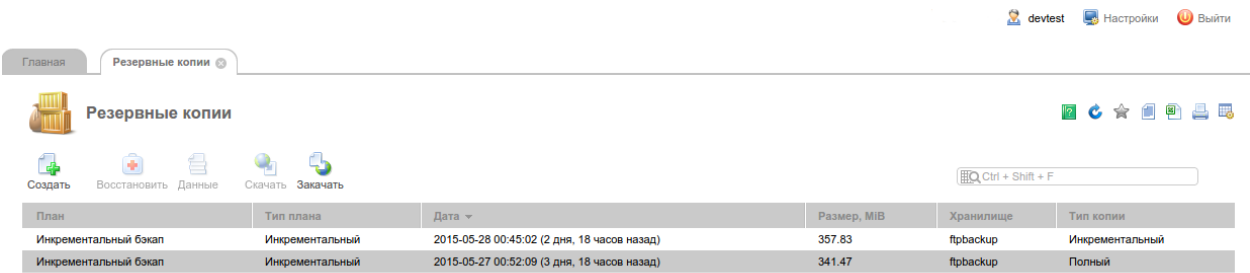 devtest Настройки Выйти
Главная Резервные копии
Резервные копии
Создать Восстановить Данные Скачать Закачать
Ctrl + Shift + F
План Тип плана Дата Размер, MiB Хранилище Тип копии
Инкрементальный бэкап Инкрементальный 2015-05-28 00:45:02 (2 дня, 18 часов назад) 357.83 ftpbackup Инкрементальный
Инкрементальный бэкап Инкрементальный 2015-05-27 00:52:09 (3 дня, 18 часов назад) 341.47 ftpbackup Полный